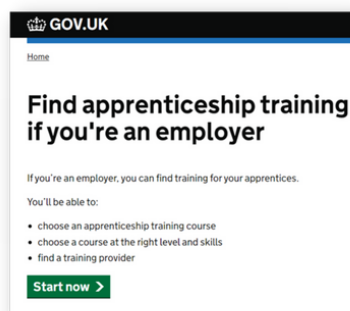 GOV.UK
Home
Find apprenticeship training
if you're an employer
If you're an employer, you can find training for your apprentices.
You'll be able to:
• choose an apprenticeship training course
• choose a course at the right level and skills
• find a training provider
Start now